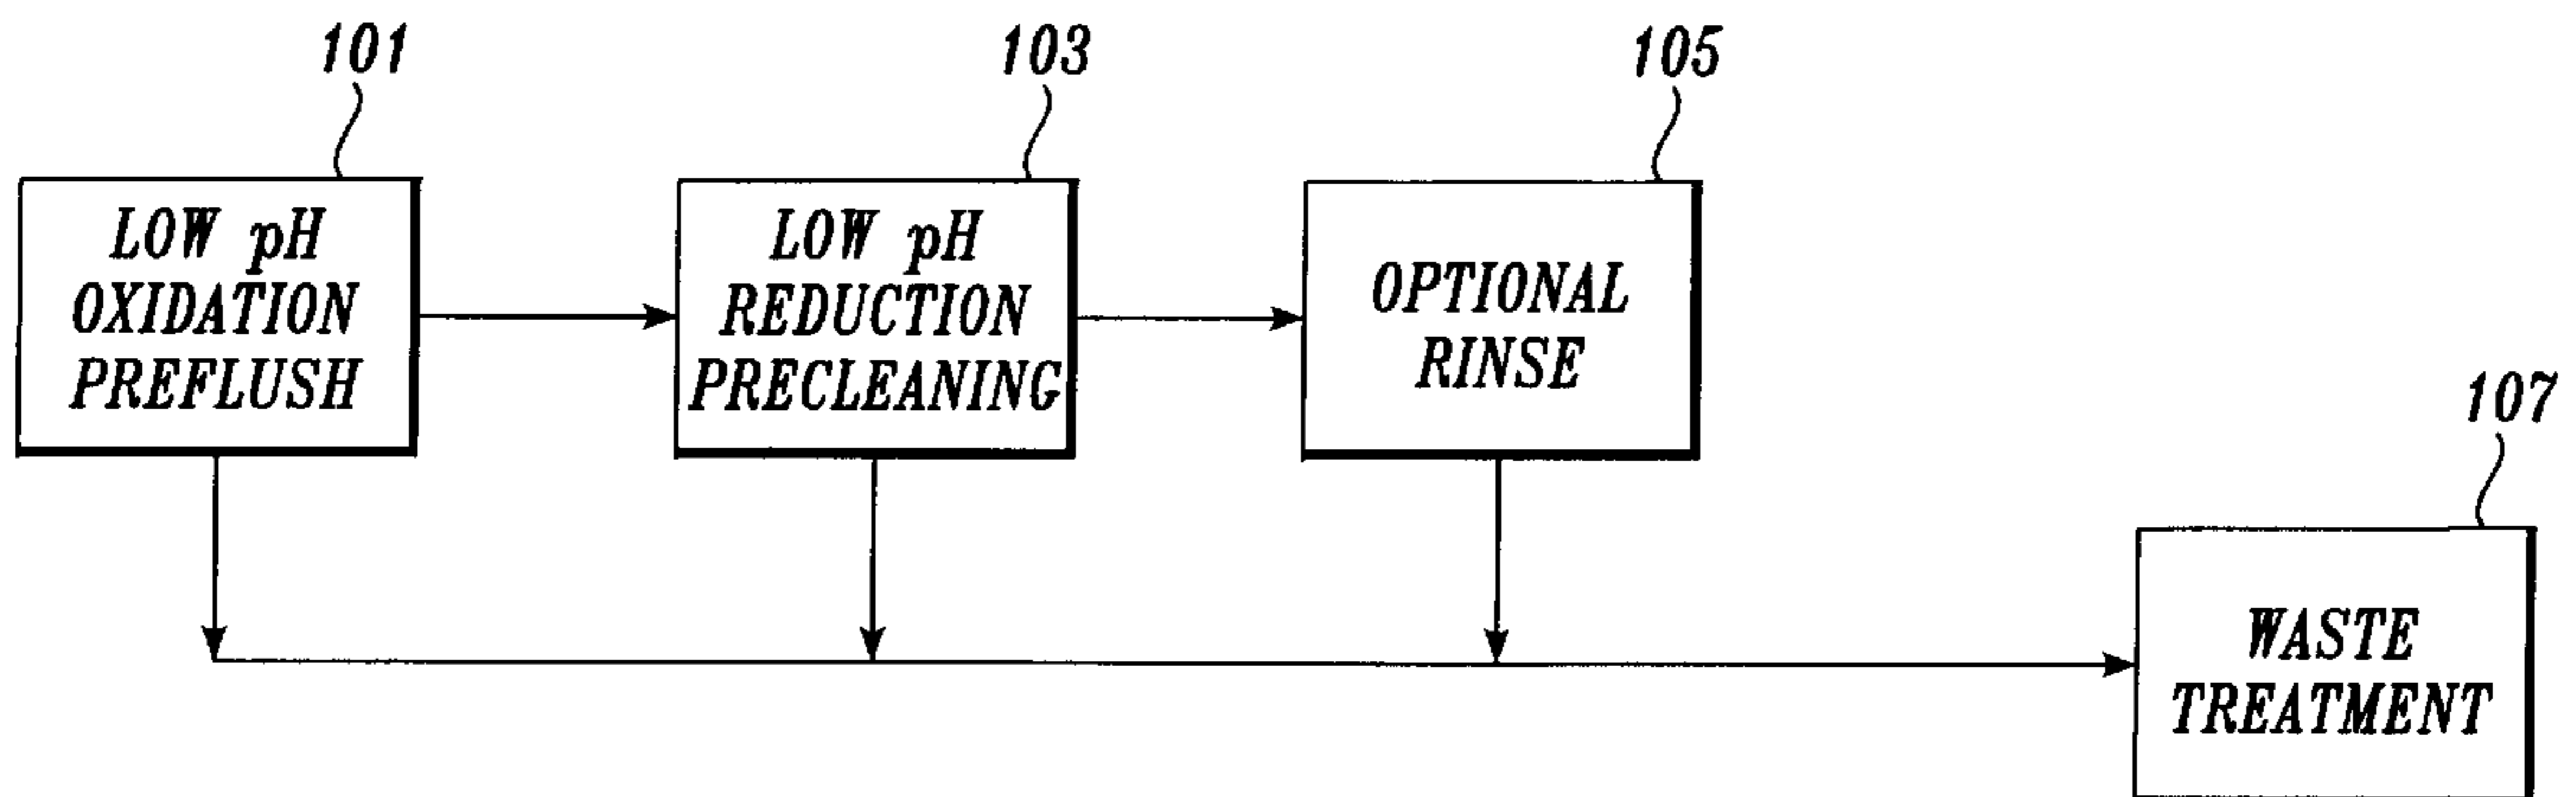 101
103
105
LOW pH
OXIDATION
PREFLUSH
LOW pH
REDUCTION
PRECLEANING
OPTIONAL
RINSE
107
WASTE
TREATMENT